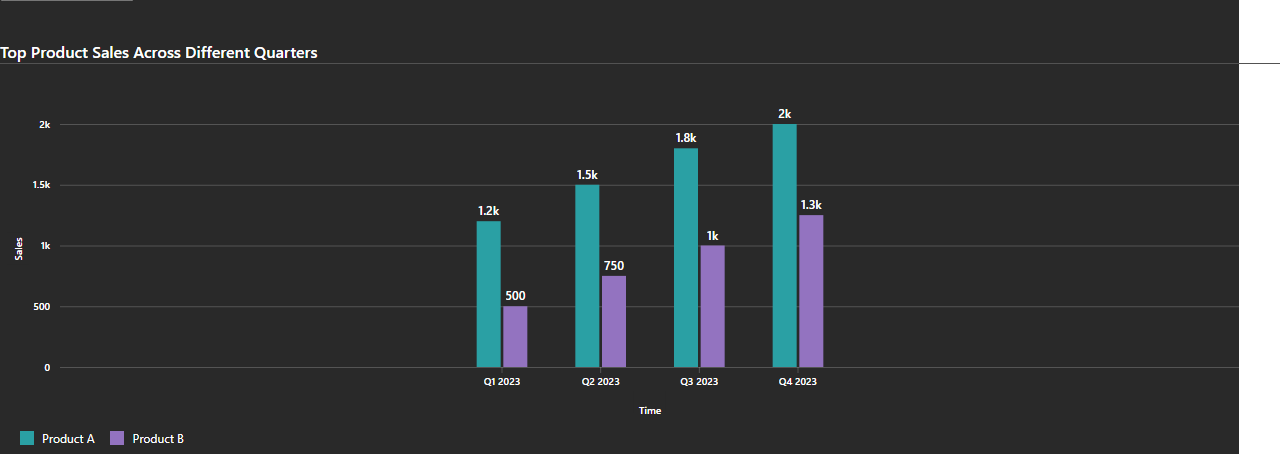 Top Product Sales Across Different Quarters
2k
1.5k
1k
500
0
Sales
1.2k
500
1.5k
750
1.8k
1k
2k
1.3k
Q1 2023
Q2 2023
Q3 2023
Q4 2023
Time
Product A
Product B